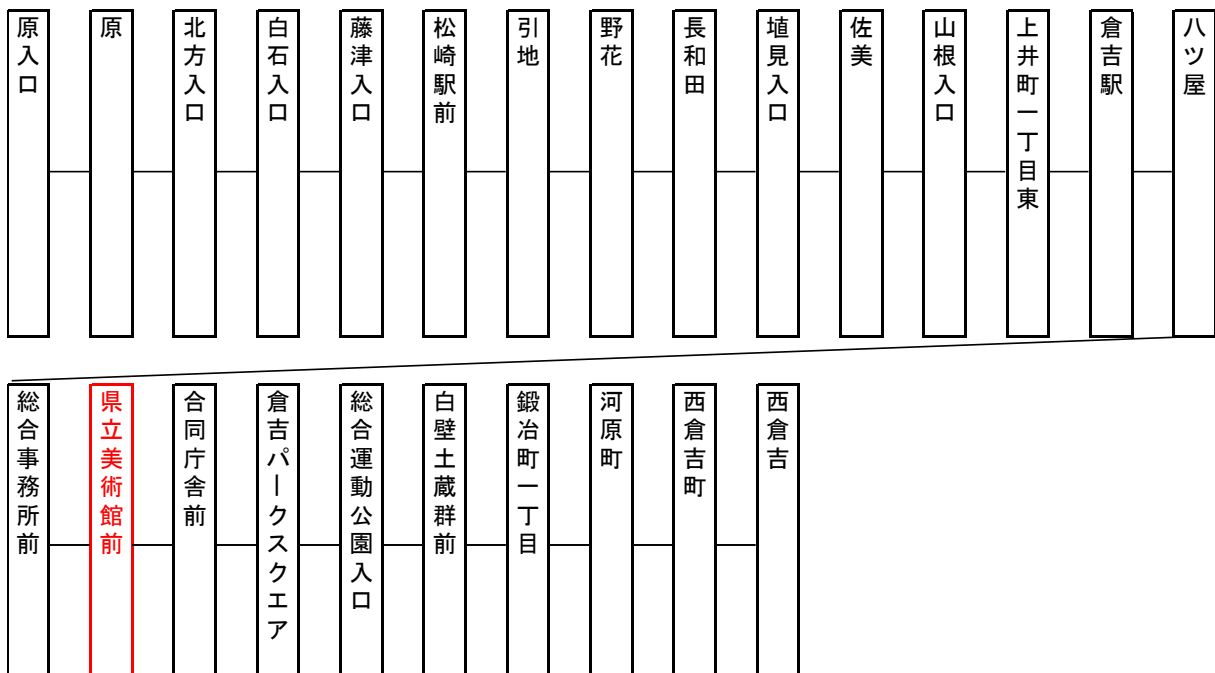 原入口
原
北方入口
白石入口
藤津入口
松崎駅前
引地
野花
長和田
埴見入口
佐美
山根入口
上井町一丁目東
倉吉駅
八ツ屋
総合事務所前
県立美術館前
合同庁舎前
倉吉パークスクエア
総合運動公園入口
白壁土蔵群前
鍛冶町一丁目
河原町
西倉吉町
西倉吉